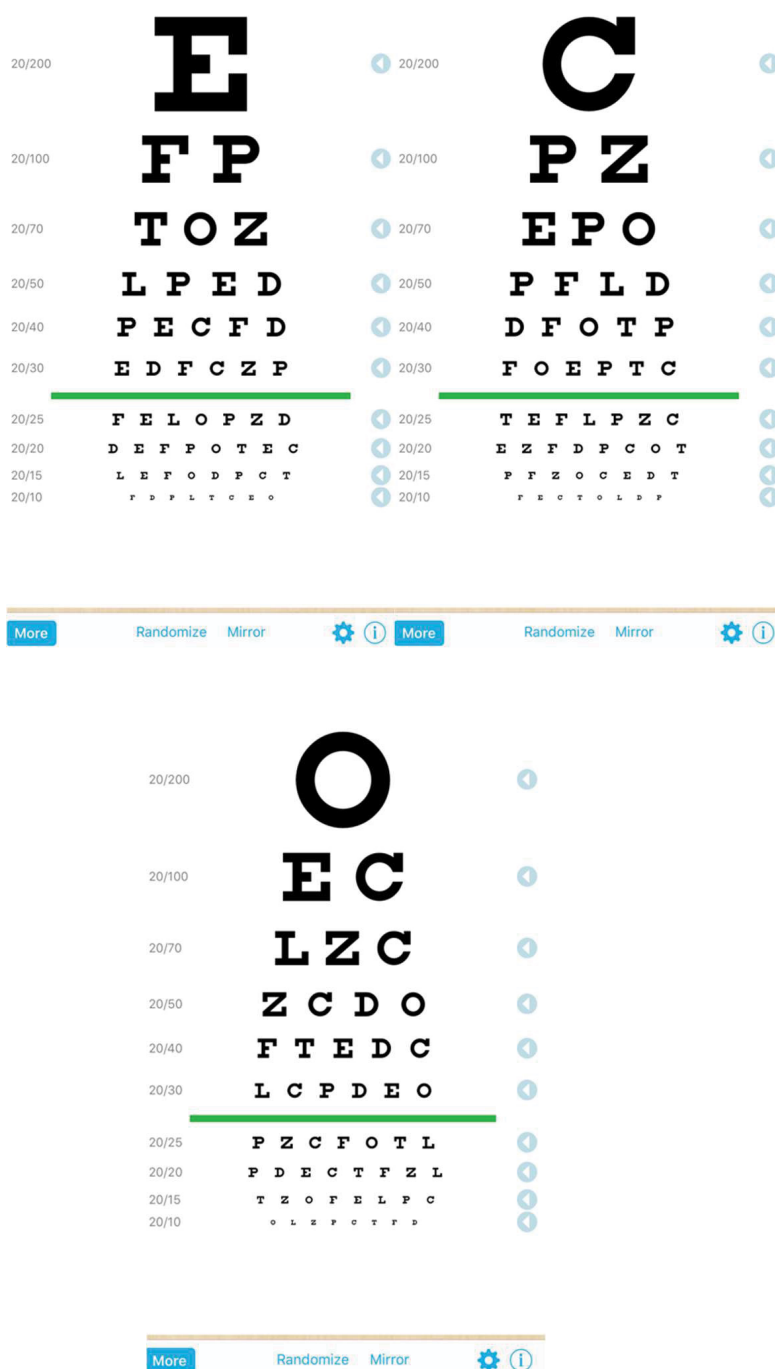 20/200 E
20/100 F P
20/70 T O Z
20/50 L P E D
20/40 P E C F D
20/30 E D F C Z P
20/25 F E L O P Z D
20/20 D E F P O T E C
20/15 L E F O D P C T
20/10 F D P L T C E O
More Randomize Mirror i
20/200 C
20/100 P Z
20/70 E P O
20/50 P F L D
20/40 D F O T P
20/30 F O E P T C
20/25 T E F L P Z C
20/20 E Z F D P C O T
20/15 P F Z O C E D T
20/10 F E C T O L D P
More Randomize Mirror i
20/200 O
20/100 E C
20/70 L Z C
20/50 Z C D O
20/40 F T E D C
20/30 L C P D E O
20/25 P Z C F O T L
20/20 P D E C T F Z L
20/15 T Z O F E L P C
20/10 O L Z P C T F D
More Randomize Mirror i